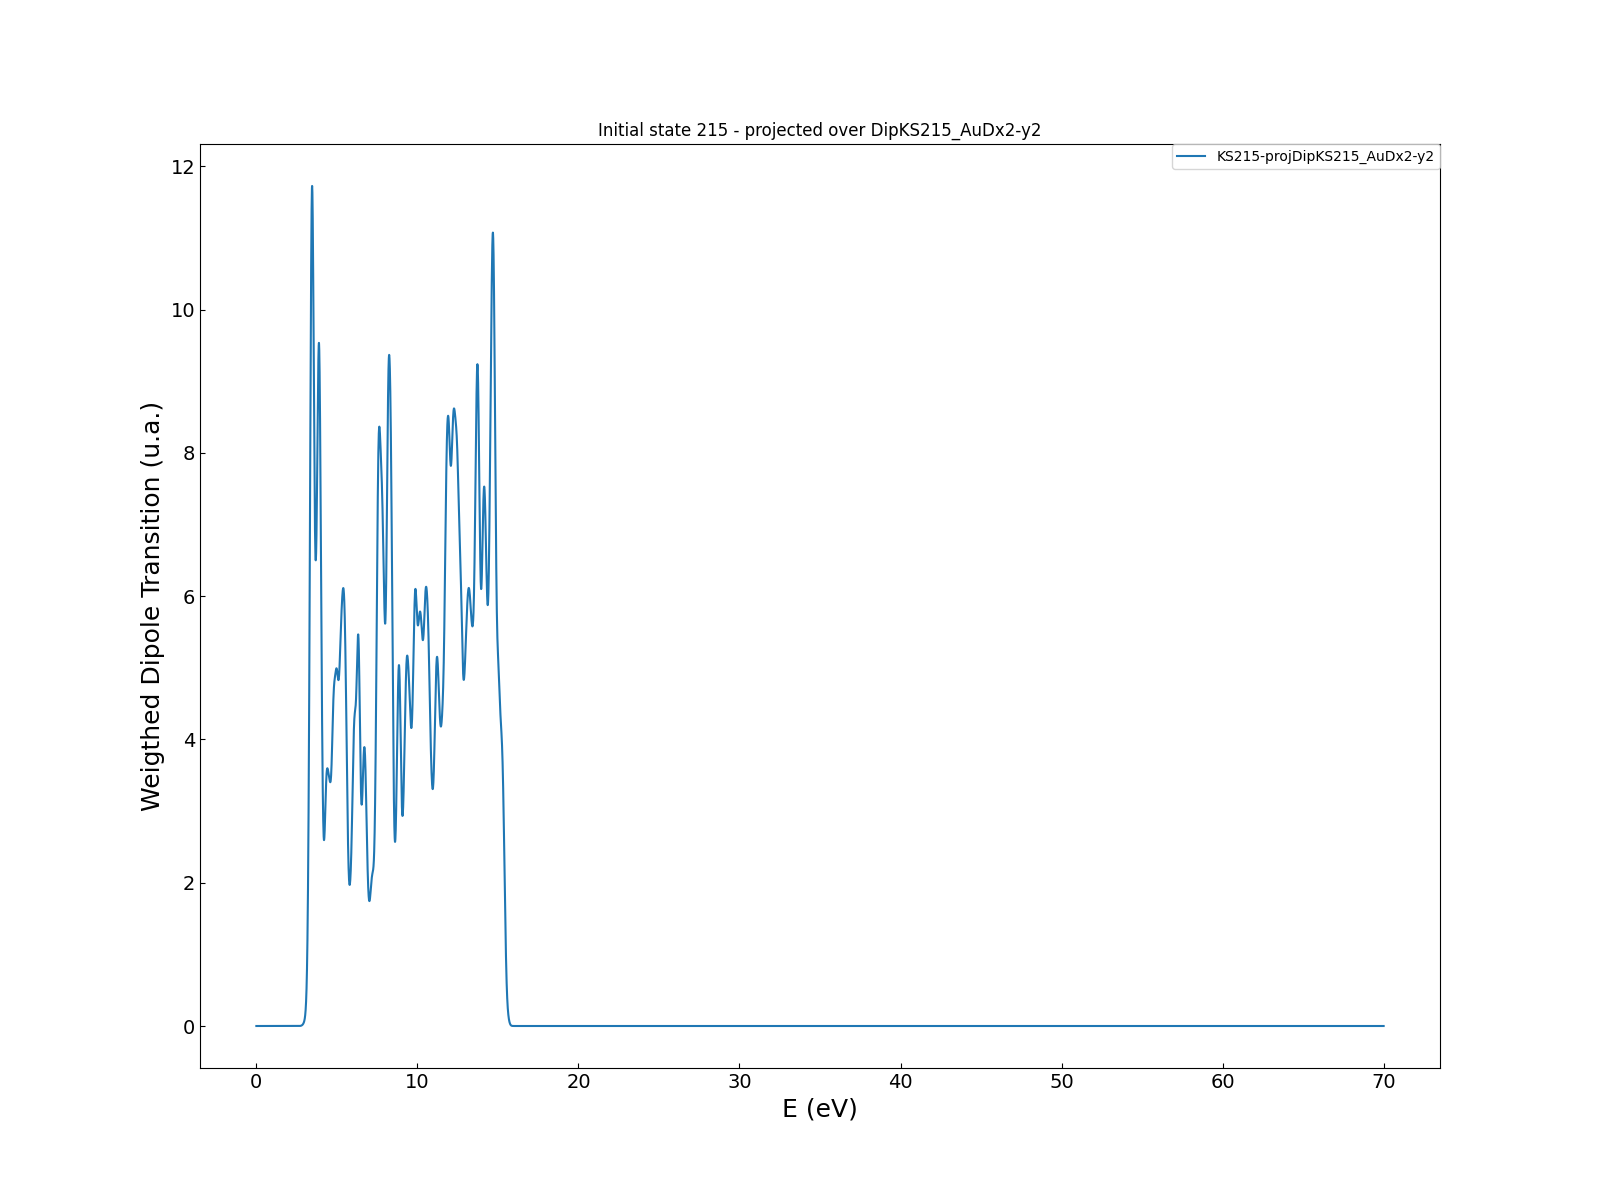 Initial state 215 - projected over DipKS215_AuDx2-y2
KS215-projDipKS215_AuDx2-y2
12
10
8
6
4
2
0
Weigthed Dipole Transition (u.a.)
0 10 20 30 40 50 60 70
E (eV)